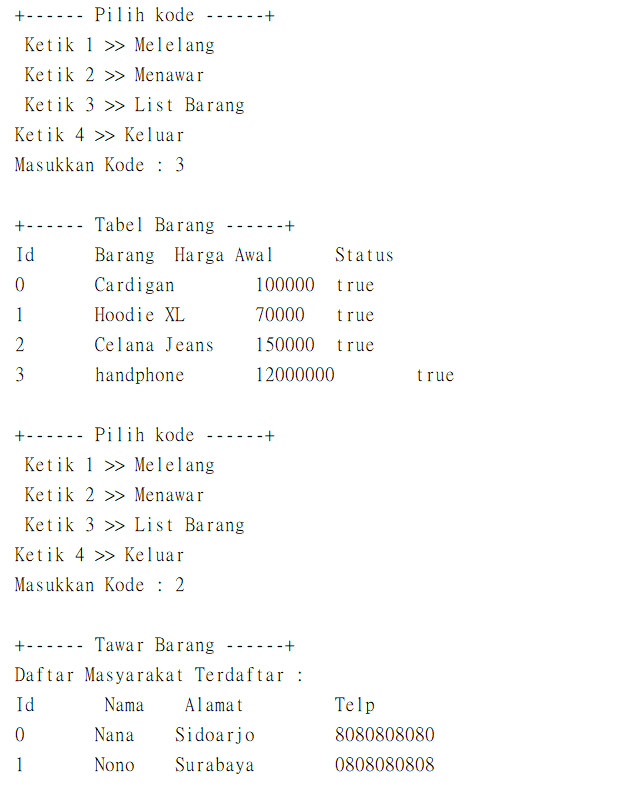 +------ Pilih kode ------+
Ketik 1 >> Melelang
Ketik 2 >> Menawar
Ketik 3 >> List Barang
Ketik 4 >> Keluar
Masukkan Kode : 3
+------ Tabel Barang ------+
Id Barang Harga Awal Status
0 Cardigan 100000 true
1 Hoodie XL 70000 true
2 Celana Jeans 150000 true
3 handphone 12000000 true
+------ Pilih kode ------+
Ketik 1 >> Melelang
Ketik 2 >> Menawar
Ketik 3 >> List Barang
Ketik 4 >> Keluar
Masukkan Kode : 2
+------ Tawar Barang ------+
Daftar Masyarakat Terdaftar :
Id Nama Alamat Telp
0 Nana Sidoarjo 8080808080
1 Nono Surabaya 0808080808